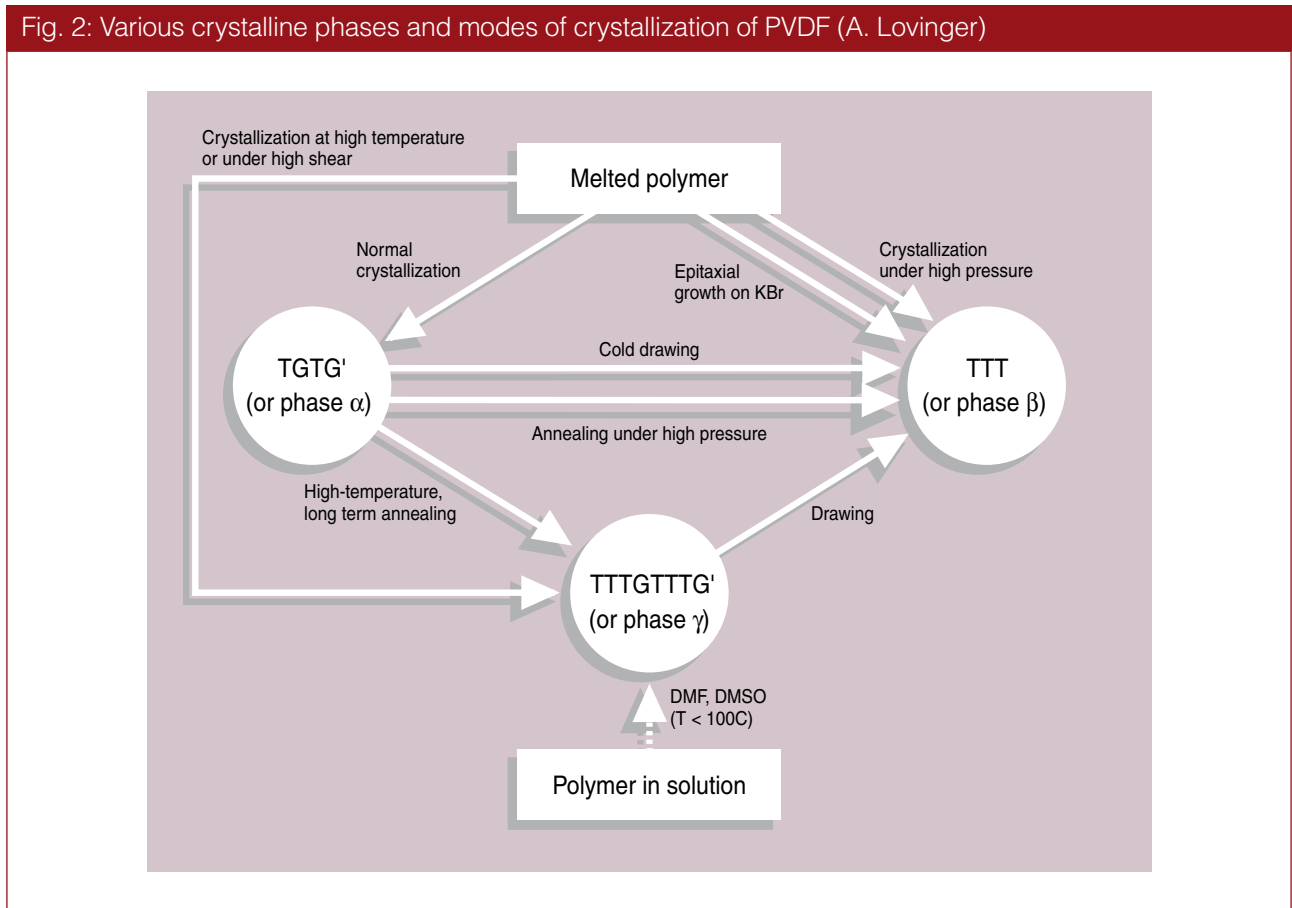 Fig. 2: Various crystalline phases and modes of crystallization of PVDF (A. Lovinger)
Crystallization at high temperature
or under high shear
Melted polymer
Normal
crystallization
Epitaxial
growth on KBr
Crystallization
under high pressure
TGTG'
(or phase α)
Cold drawing
TTT
(or phase β)
Annealing under high pressure
High-temperature,
long term annealing
Drawing
TTTGTTTG'
(or phase γ)
DMF, DMSO
(T < 100C)
Polymer in solution